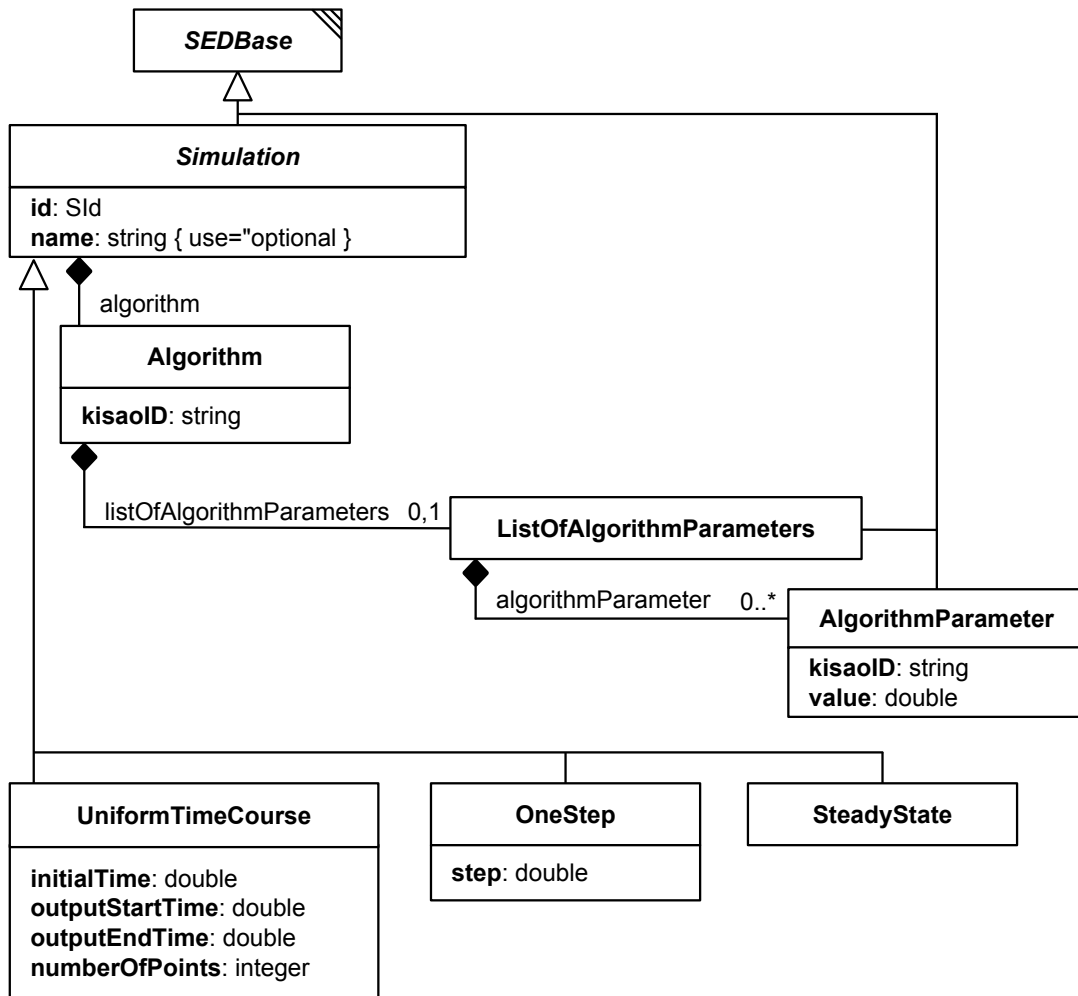 SEDBase
Simulation
id: SId
name: string { use="optional }
algorithm
Algorithm
kisaoID: string
listOfAlgorithmParameters 0,1
ListOfAlgorithmParameters
algorithmParameter 0..*
AlgorithmParameter
kisaoID: string
value: double
UniformTimeCourse
initialTime: double
outputStartTime: double
outputEndTime: double
numberOfPoints: integer
OneStep
step: double
SteadyState